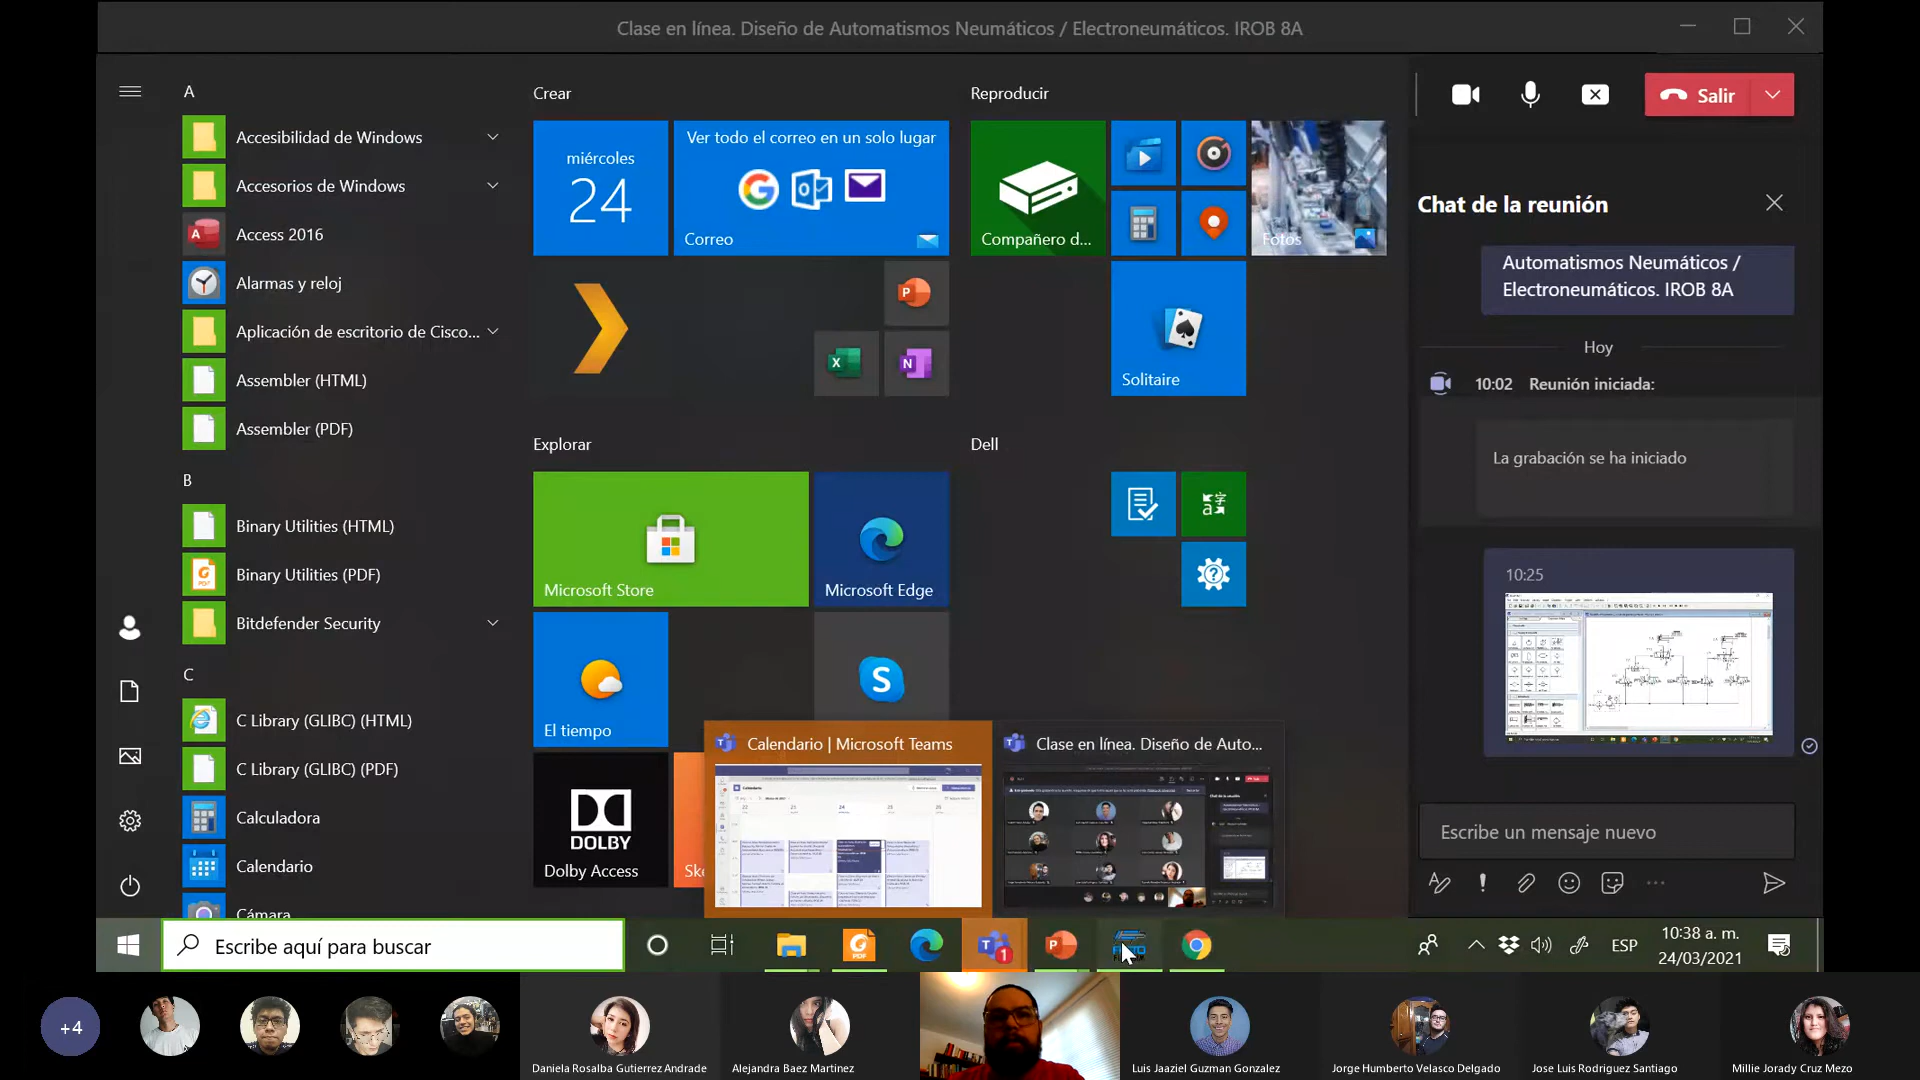 Clase en línea. Diseño de Automatismos Neumáticos / Electroneumáticos. IROB 8A
A
Accesibilidad de Windows
Accesorios de Windows
Access 2016
Alarmas y reloj
Aplicación de escritorio de Cisco...
Assembler (HTML)
Assembler (PDF)
B
Binary Utilities (HTML)
Binary Utilities (PDF)
Bitdefender Security
C
C Library (GLIBC) (HTML)
C Library (GLIBC) (PDF)
Calculadora
Calendario
Cámara
Crear
miércoles
24
Ver todo el correo en un solo lugar
Correo
Reproducir
Compañero d...
Fotos
Solitaire
Explorar
Microsoft Store
Microsoft Edge
El tiempo
DOLBY
Dolby Access
Ske
Dell
Calendario | Microsoft Teams
Clase en línea. Diseño de Auto...
Salir
Chat de la reunión
Automatismos Neumáticos /
Electroneumáticos. IROB 8A
Hoy
10:02 Reunión iniciada:
La grabación se ha iniciado
10:25
Escribe un mensaje nuevo
Escribe aquí para buscar
ESP
10:38 a. m.
24/03/2021
+4
Daniela Rosalba Gutierrez Andrade
Alejandra Baez Martinez
Luis Jaaziel Guzman Gonzalez
Jorge Humberto Velasco Delgado
Jose Luis Rodriguez Santiago
Millie Jorady Cruz Mezo